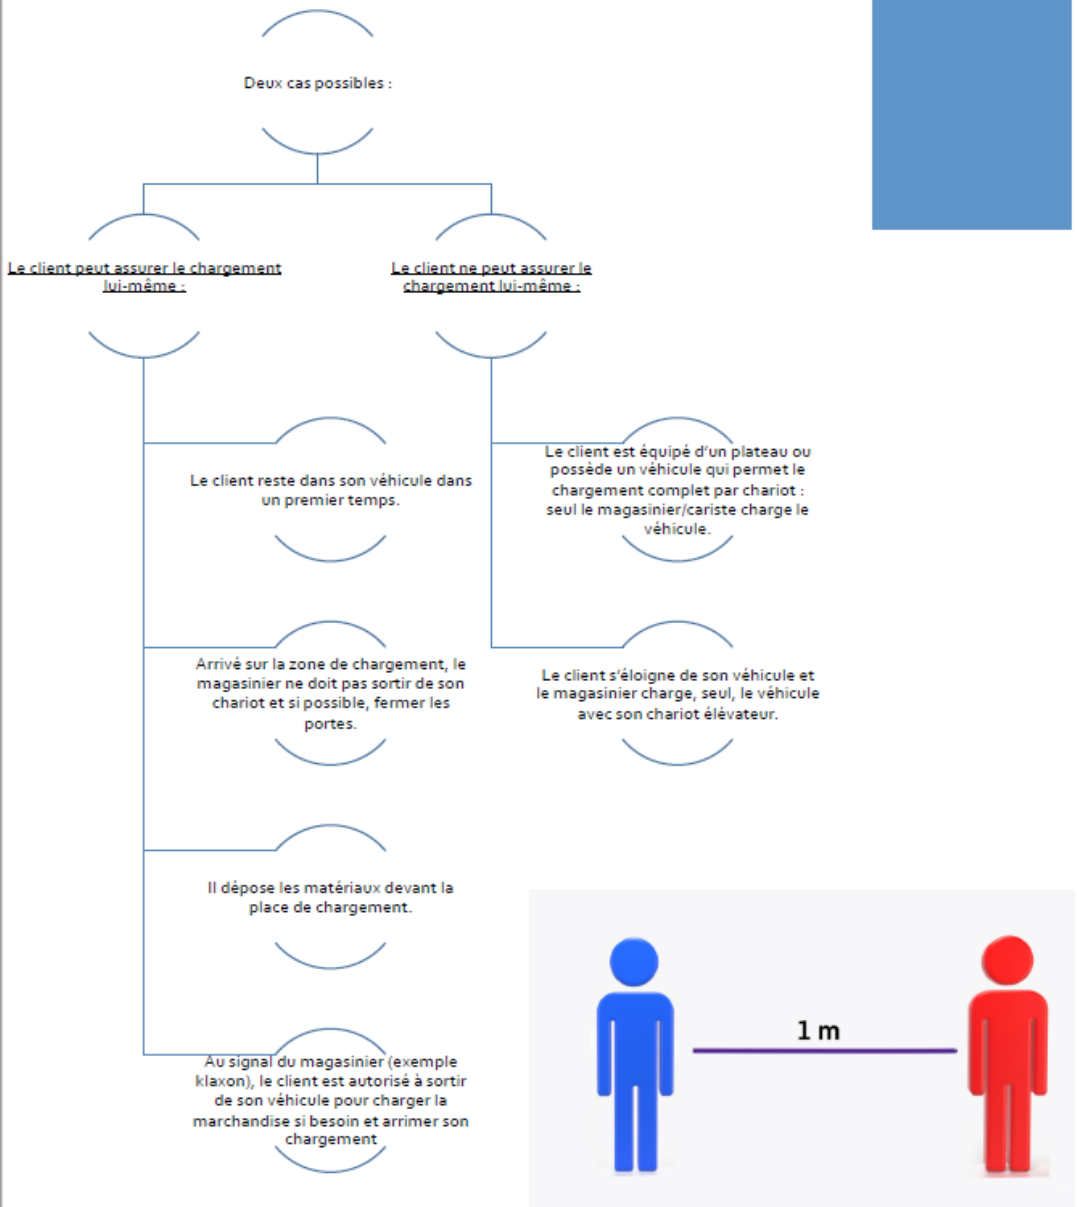 Deux cas possibles :
Le client peut assurer le chargement
lui-même :
Le client ne peut assurer le
chargement lui-même :
Le client reste dans son véhicule dans
un premier temps.
Arrivé sur la zone de chargement, le
magasinier ne doit pas sortir de son
chariot et si possible, fermer les
portes.
Il dépose les matériaux devant la
place de chargement.
Au signal du magasinier (exemple
klaxon), le client est autorisé à sortir
de son véhicule pour charger la
marchandise si besoin et arrimer son
chargement
Le client est équipé d’un plateau ou
possède un véhicule qui permet le
chargement complet par chariot :
seul le magasinier/cariste charge le
véhicule.
Le client s’éloigne de son véhicule et
le magasinier charge, seul, le véhicule
avec son chariot élévateur.
1 m